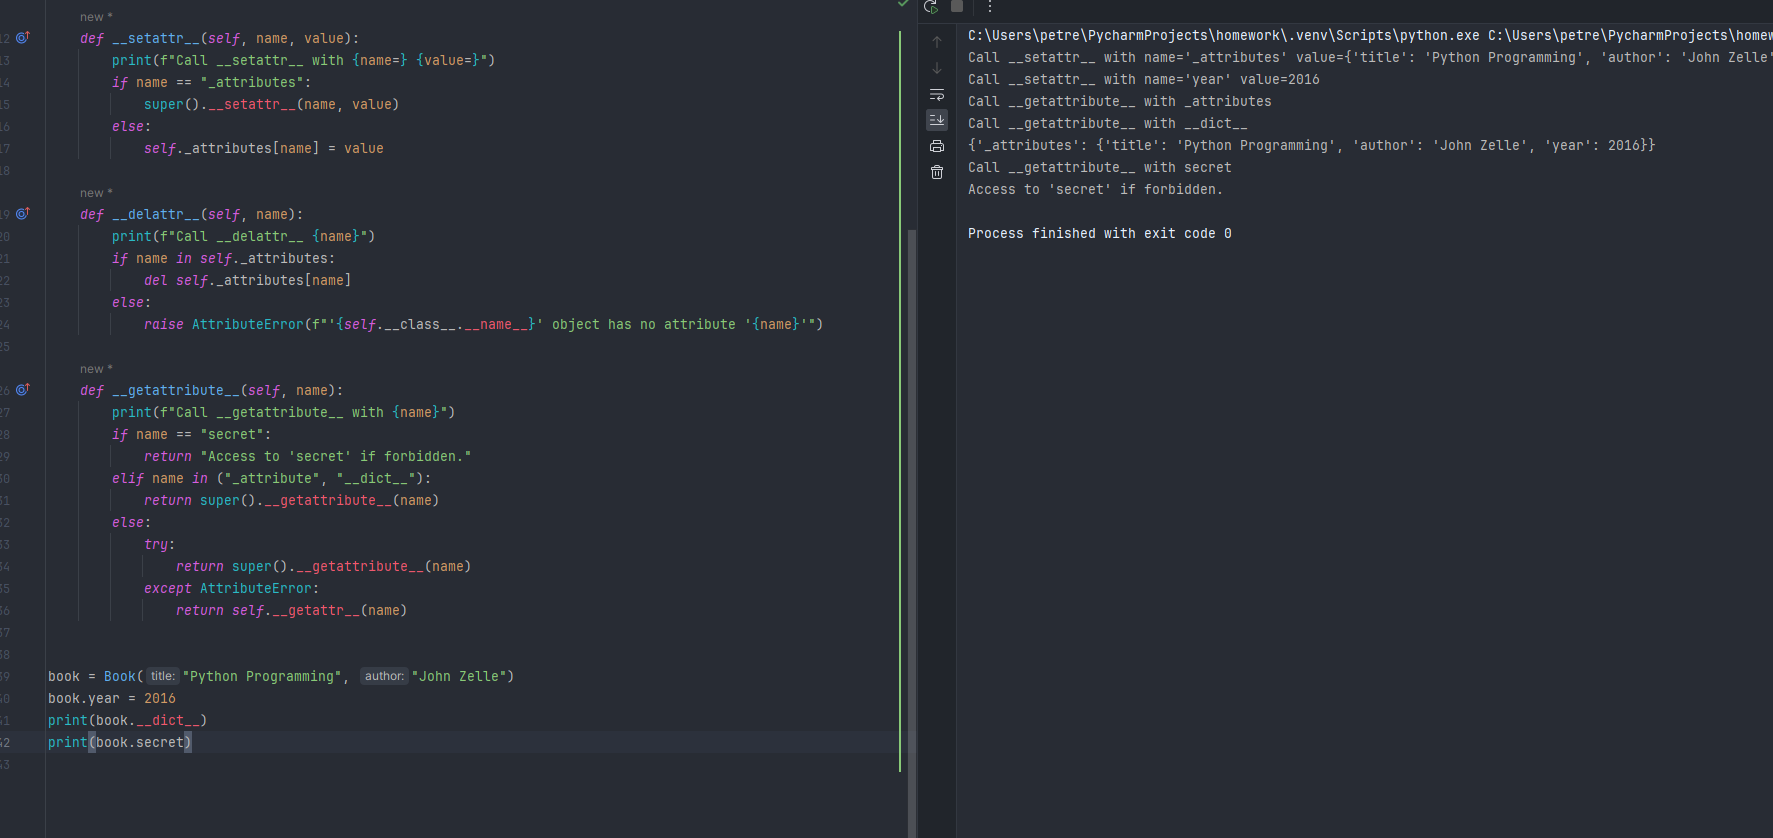 new *
12 def __setattr__(self, name, value):
13 print(f"Call __setattr__ with {name=} {value=}")
14 if name == "_attributes":
15 super().__setattr__(name, value)
16 else:
17 self._attributes[name] = value
18
new *
19 def __delattr__(self, name):
20 print(f"Call __delattr__ {name}")
21 if name in self._attributes:
22 del self._attributes[name]
23 else:
24 raise AttributeError(f"'{self.__class__.__name__}' object has no attribute '{name}'")
25
new *
26 def __getattribute__(self, name):
27 print(f"Call __getattribute__ with {name}")
28 if name == "secret":
29 return "Access to 'secret' if forbidden."
30 elif name in ("_attribute", "__dict__"):
31 return super().__getattribute__(name)
32 else:
33 try:
34 return super().__getattribute__(name)
35 except AttributeError:
36 return self.__getattr__(name)
37
38
39 book = Book( title: "Python Programming", author: "John Zelle")
40 book.year = 2016
41 print(book.__dict__)
42 print(book.secret)
43
C:\Users\petre\PycharmProjects\homework\.venv\Scripts\python.exe C:\Users\petre\PycharmProjects\homew
Call __setattr__ with name='_attributes' value={'title': 'Python Programming', 'author': 'John Zelle'
Call __setattr__ with name='year' value=2016
Call __getattribute__ with _attributes
Call __getattribute__ with __dict__
{'_attributes': {'title': 'Python Programming', 'author': 'John Zelle', 'year': 2016}}
Call __getattribute__ with secret
Access to 'secret' if forbidden.
Process finished with exit code 0